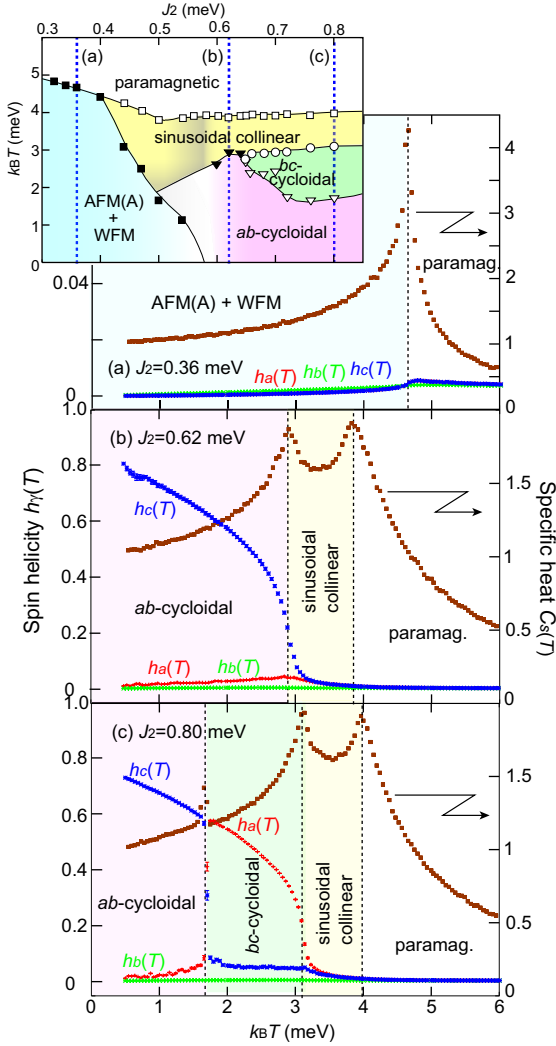 J2 (meV)
0.3 0.4 0.5 0.6 0.7 0.8
(a) (b) (c)
5
4
3
2
1
0
kBT (meV)
paramagnetic
sinusoidal collinear
bc-
cycloidal
AFM(A)
+
WFM
ab-cycloidal
4
3
2
1
0
0.04
0
AFM(A) + WFM
paramag.
(a) J2=0.36 meV
ha(T) hb(T) hc(T)
1.0
0.8
0.6
0.4
0.2
0
(b) J2=0.62 meV
hc(T)
ab-cycloidal
sinusoidal
collinear
paramag.
ha(T) hb(T)
1.5
1
0.5
0
Spin helicity hγ(T)
Specific heat Cs(T)
1.0
0.8
0.6
0.4
0.2
0
(c) J2=0.80 meV
hc(T)
ha(T)
ab-cycloidal
bc-cycloidal
sinusoidal
collinear
paramag.
hb(T)
1.5
1
0.5
0
0 1 2 3 4 5 6
kBT (meV)